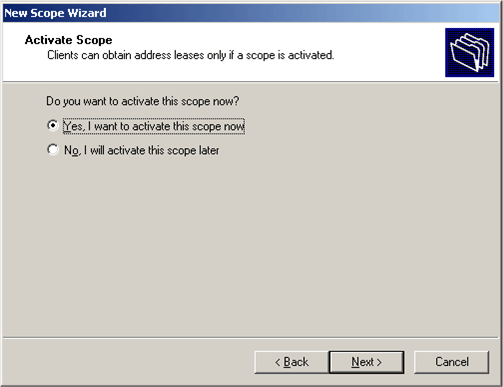 New Scope Wizard
Activate Scope
Clients can obtain address leases only if a scope is activated.
Do you want to activate this scope now?
Yes, I want to activate this scope now
No, I will activate this scope later
< Back
Next >
Cancel